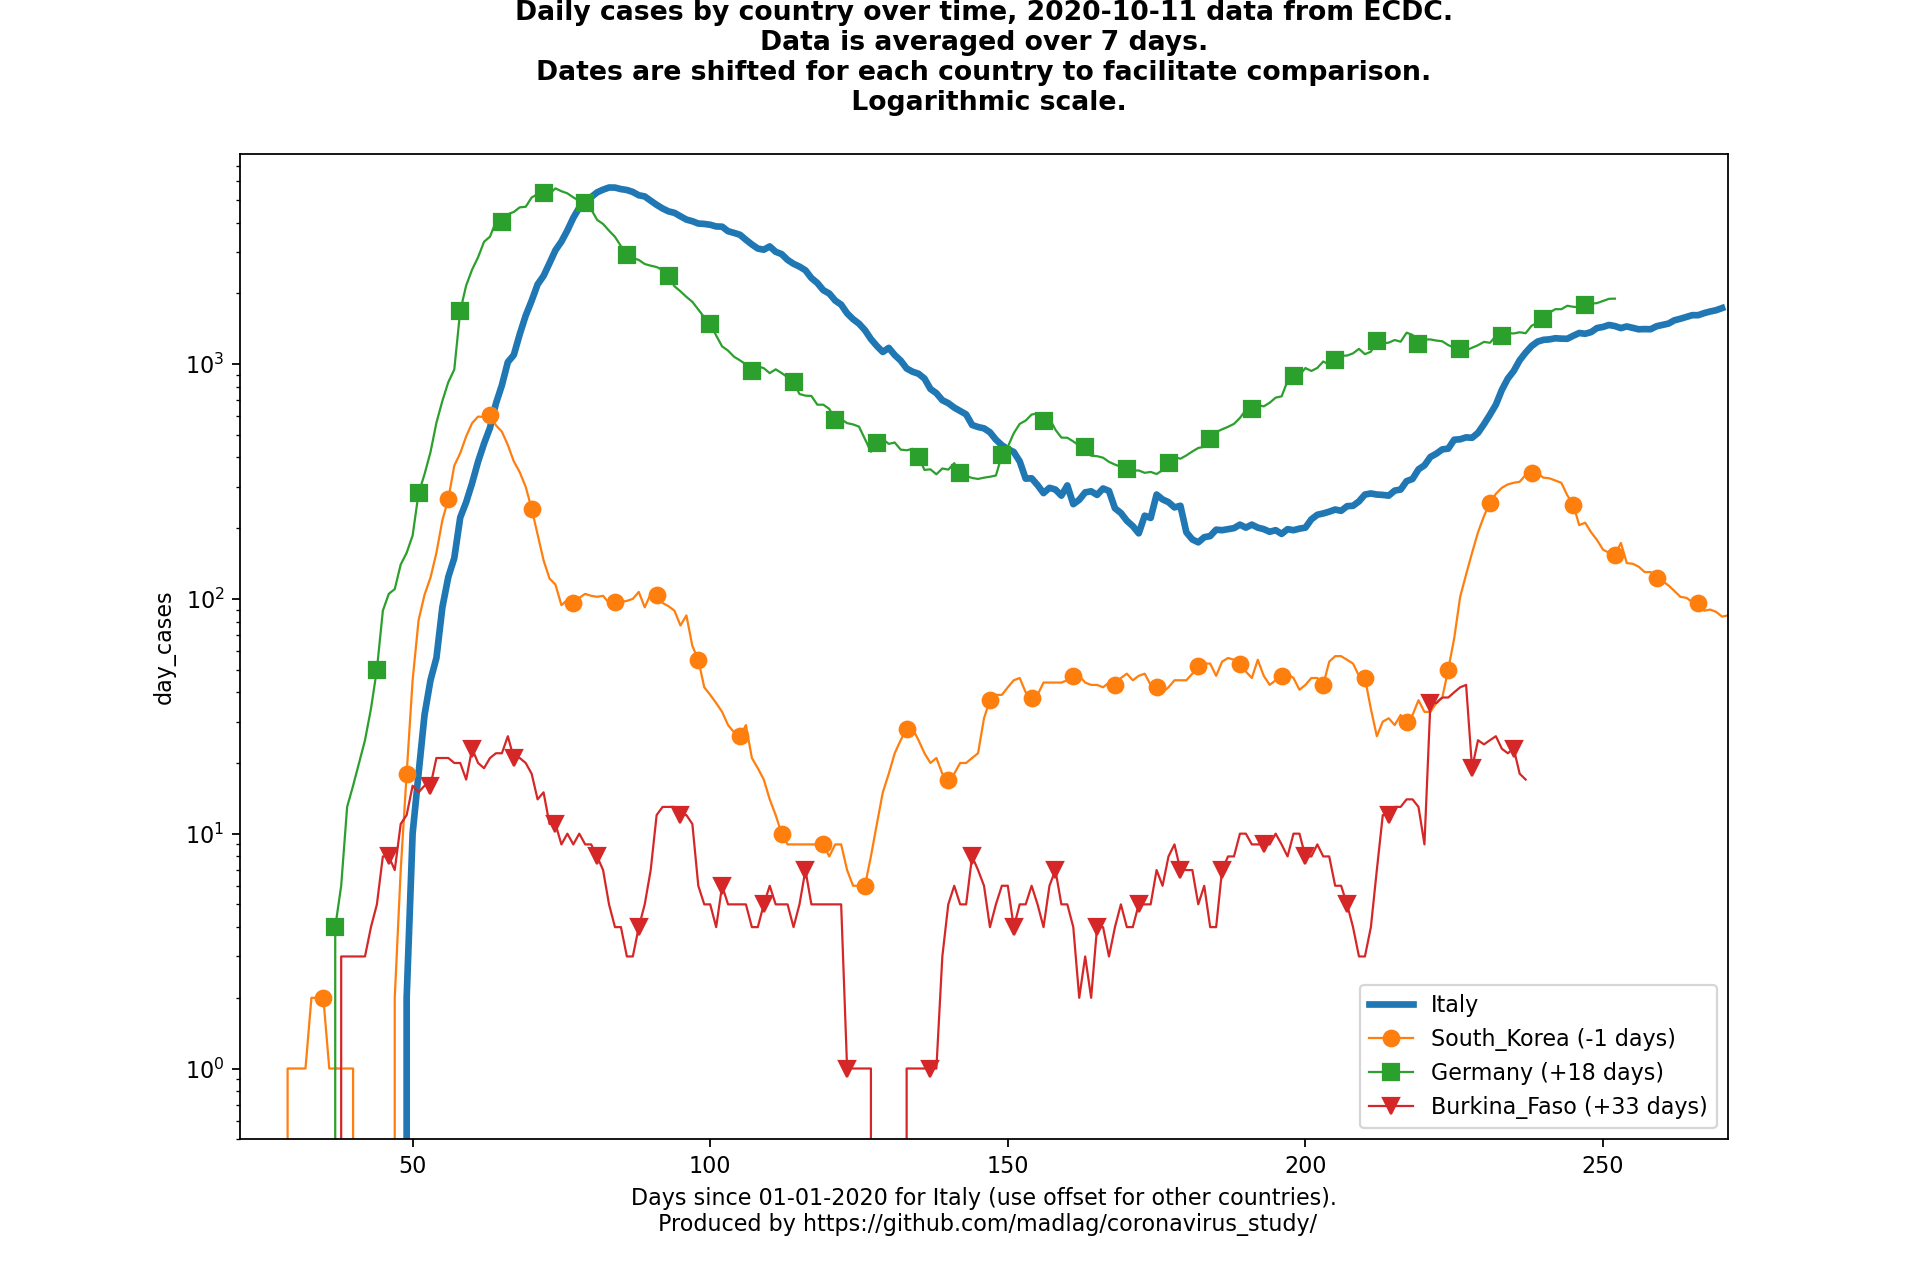 Daily cases by country over time, 2020-10-11 data from ECDC.
Data is averaged over 7 days.
Dates are shifted for each country to facilitate comparison.
Logarithmic scale.
10³
10²
10¹
10⁰
day_cases
50 100 150 200 250
Italy
South_Korea (-1 days)
Germany (+18 days)
Burkina_Faso (+33 days)
Days since 01-01-2020 for Italy (use offset for other countries).
Produced by https://github.com/madlag/coronavirus_study/